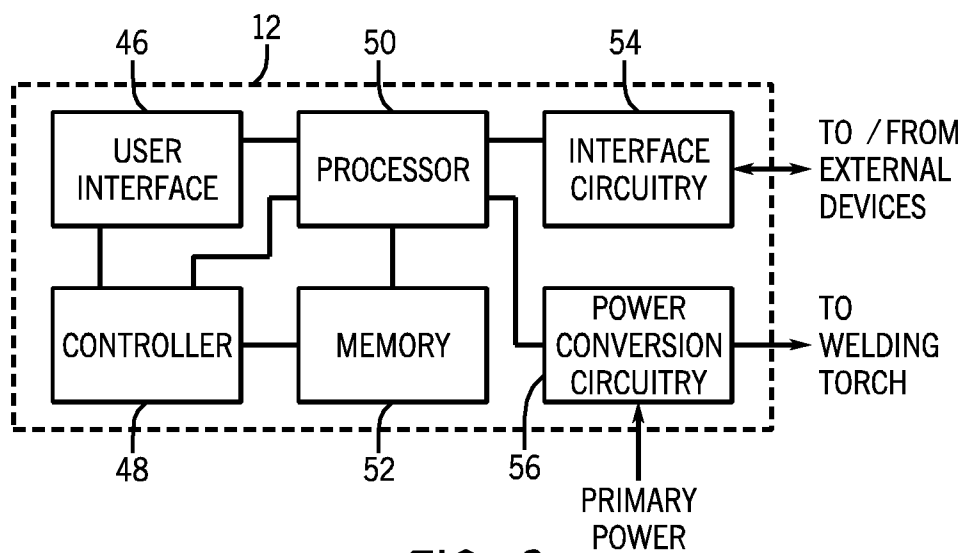 12
46
50
54
USER
INTERFACE
PROCESSOR
INTERFACE
CIRCUITRY
TO / FROM
EXTERNAL
DEVICES
CONTROLLER
MEMORY
POWER
CONVERSION
CIRCUITRY
TO
WELDING
TORCH
48
52
56
PRIMARY
POWER